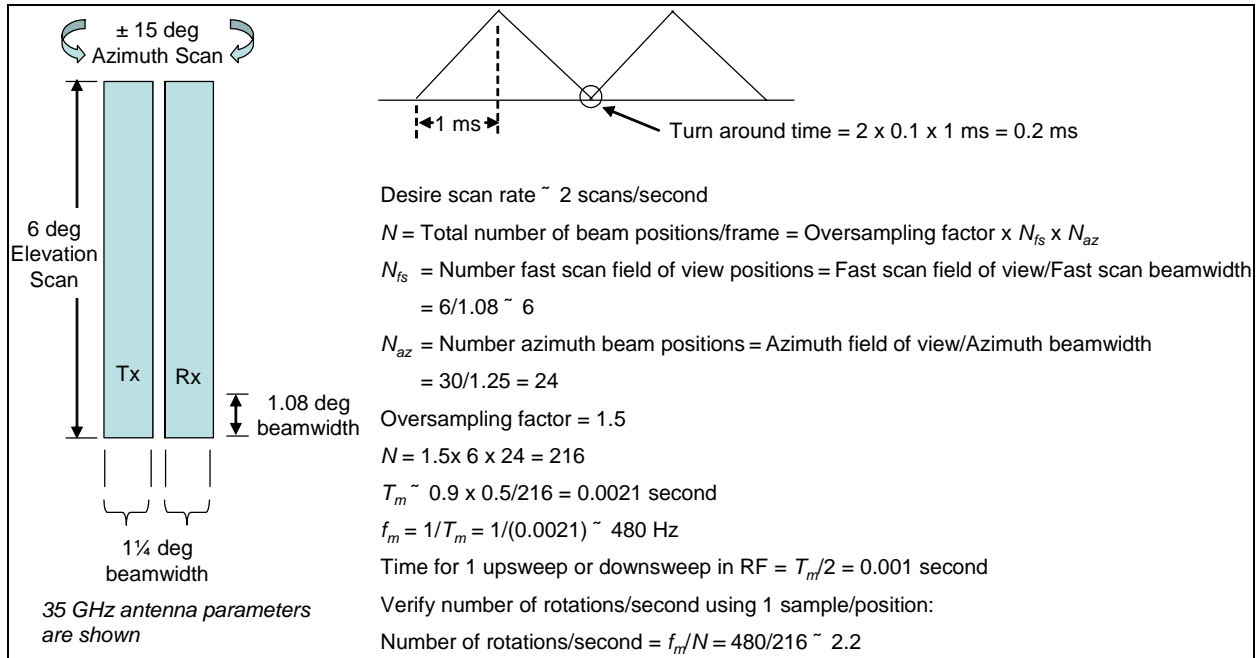 ± 15 deg
Azimuth Scan
6 deg
Elevation
Scan
Tx
Rx
1.08 deg
beamwidth
1¼ deg
beamwidth
35 GHz antenna parameters
are shown
1 ms
Turn around time = 2 x 0.1 x 1 ms = 0.2 ms
Desire scan rate ~ 2 scans/second
N = Total number of beam positions/frame = Oversampling factor x Nfs x Naz
Nfs = Number fast scan field of view positions = Fast scan field of view/Fast scan beamwidth
= 6/1.08 ~ 6
Naz = Number azimuth beam positions = Azimuth field of view/Azimuth beamwidth
= 30/1.25 = 24
Oversampling factor = 1.5
N = 1.5x 6 x 24 = 216
Tm ~ 0.9 x 0.5/216 = 0.0021 second
fm = 1/Tm = 1/(0.0021) ~ 480 Hz
Time for 1 upsweep or downsweep in RF = Tm/2 = 0.001 second
Verify number of rotations/second using 1 sample/position:
Number of rotations/second = fm/N = 480/216 ~ 2.2